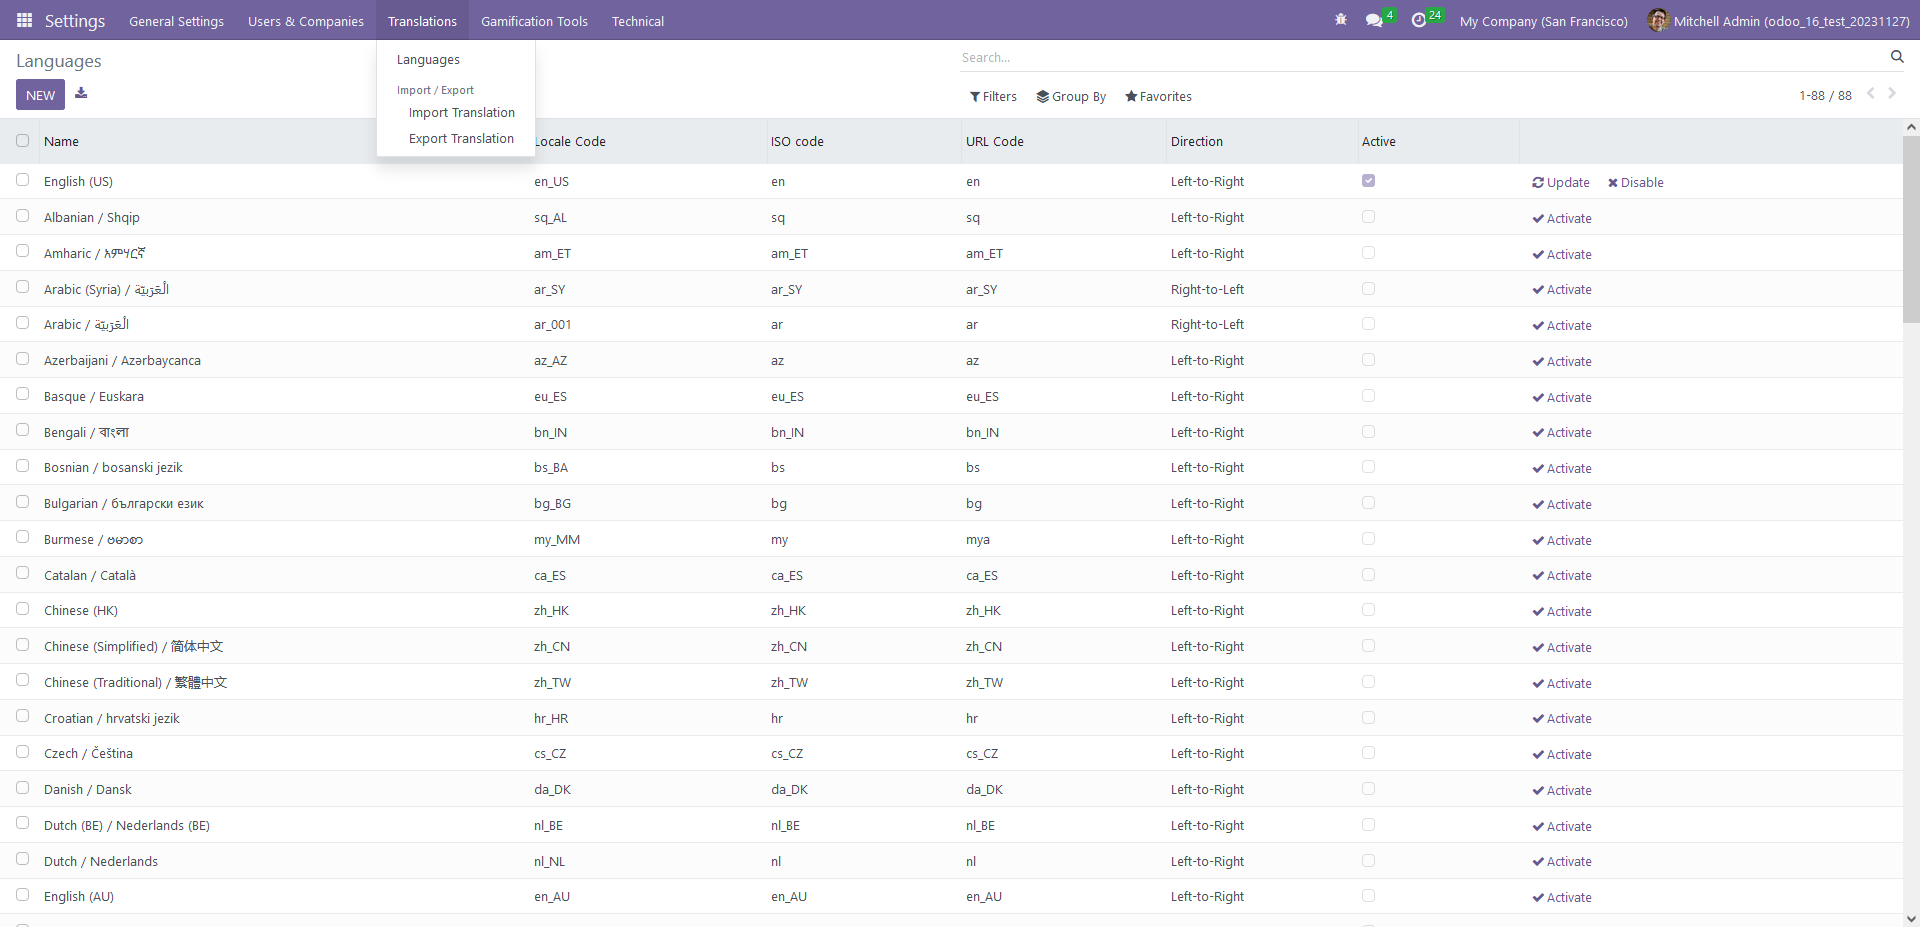 Settings General Settings Users & Companies Translations Gamification Tools Technical 4 24 My Company (San Francisco) Mitchell Admin (odoo_16_test_20231127)
Languages
NEW
Languages
Import / Export
Import Translation
Export Translation
Search...
Filters Group By Favorites 1-88 / 88
Name Locale Code ISO code URL Code Direction Active
English (US) en_US en en Left-to-Right Update Disable
Albanian / Shqip sq_AL sq sq Left-to-Right Activate
Amharic / አምሃርኛ am_ET am_ET am_ET Left-to-Right Activate
Arabic (Syria) / الْعَرَبيّة ar_SY ar_SY ar_SY Right-to-Left Activate
Arabic / الْعَرَبيّة ar_001 ar ar Right-to-Left Activate
Azerbaijani / Azərbaycanca az_AZ az az Left-to-Right Activate
Basque / Euskara eu_ES eu_ES eu_ES Left-to-Right Activate
Bengali / বাংলা bn_IN bn_IN bn_IN Left-to-Right Activate
Bosnian / bosanski jezik bs_BA bs bs Left-to-Right Activate
Bulgarian / български език bg_BG bg bg Left-to-Right Activate
Burmese / ဗမာစာ my_MM my mya Left-to-Right Activate
Catalan / Català ca_ES ca_ES ca_ES Left-to-Right Activate
Chinese (HK) zh_HK zh_HK zh_HK Left-to-Right Activate
Chinese (Simplified) / 简体中文 zh_CN zh_CN zh_CN Left-to-Right Activate
Chinese (Traditional) / 繁體中文 zh_TW zh_TW zh_TW Left-to-Right Activate
Croatian / hrvatski jezik hr_HR hr hr Left-to-Right Activate
Czech / Čeština cs_CZ cs_CZ cs_CZ Left-to-Right Activate
Danish / Dansk da_DK da_DK da_DK Left-to-Right Activate
Dutch (BE) / Nederlands (BE) nl_BE nl_BE nl_BE Left-to-Right Activate
Dutch / Nederlands nl_NL nl nl Left-to-Right Activate
English (AU) en_AU en_AU en_AU Left-to-Right Activate